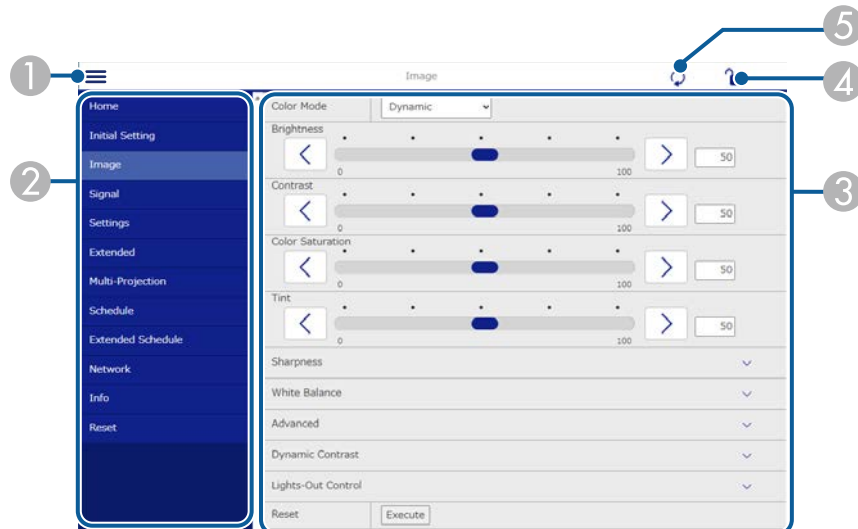 5
1
Image
4
2
Home
Initial Setting
Image
Signal
Settings
Extended
Multi-Projection
Schedule
Extended Schedule
Network
Info
Reset
3
Color Mode Dynamic
Brightness
50
0 100
Contrast
50
0 100
Color Saturation
50
0 100
Tint
50
0 100
Sharpness
White Balance
Advanced
Dynamic Contrast
Lights-Out Control
Reset Execute